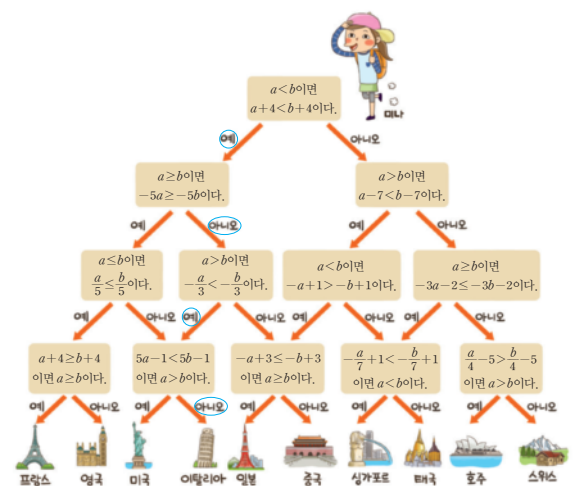 a<b이면
a+4<b+4이다.
미나
예
아니오
a≥b이면
−5a≥−5b이다.
a>b이면
a−7<b−7이다.
예
아니오
예
아니오
a≤b이면
a/5≤b/5이다.
a>b이면
−a/3<−b/3이다.
a<b이면
−a+1>−b+1이다.
a≥b이면
−3a−2≤−3b−2이다.
예
아니오
예
아니오
예
아니오
예
아니오
a+4≥b+4
이면 a≥b이다.
5a−1<5b−1
이면 a>b이다.
−a+3≤−b+3
이면 a≥b이다.
−a/7+1<−b/7+1
이면 a<b이다.
a/4−5>b/4−5
이면 a>b이다.
예
아니오
예
아니오
예
아니오
예
아니오
예
아니오
프랑스
영국
미국
이탈리아
일본
중국
싱가포르
태국
호주
스위스